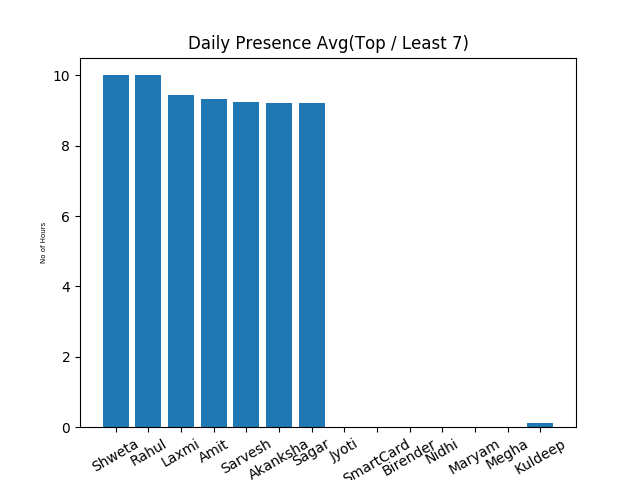 Daily Presence Avg(Top / Least 7)
No of Hours
10
8
6
4
2
0
Shweta
Rahul
Laxmi
Amit
Sarvesh
Akanksha
Sagar
Jyoti
SmartCard
Birender
Nidhi
Maryam
Megha
Kuldeep